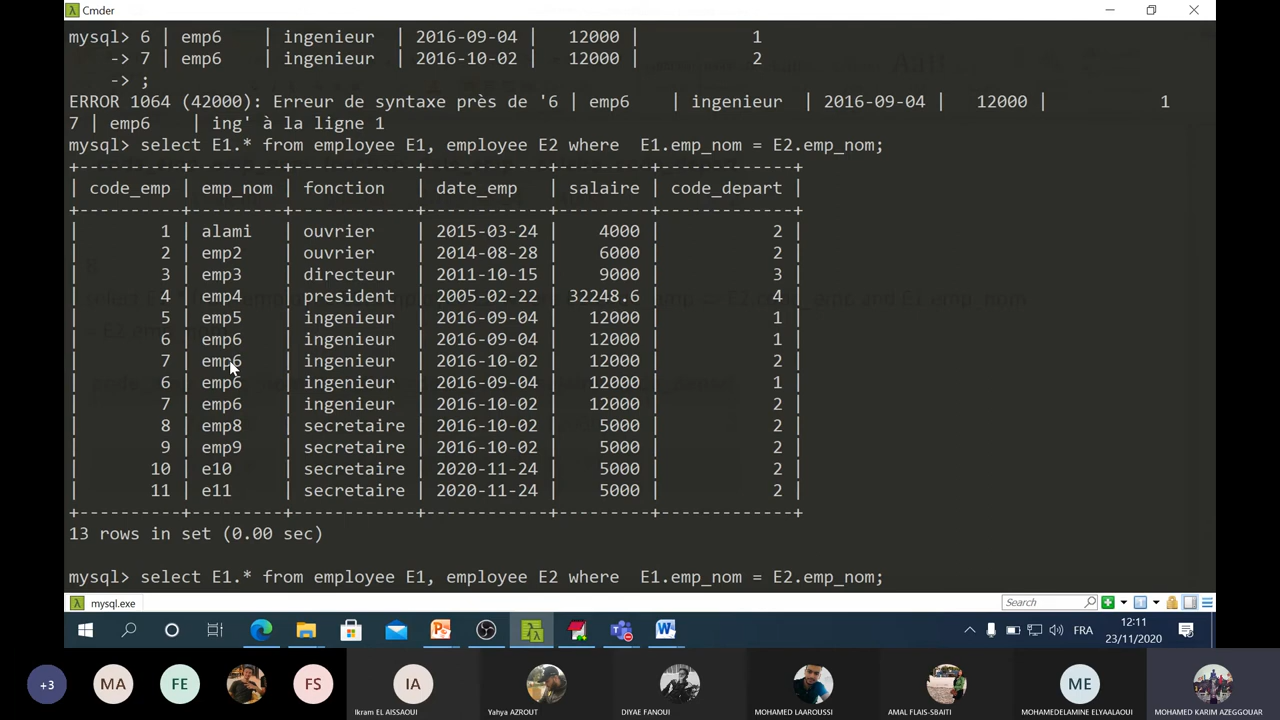 Cmder
mysql> 6 | emp6 | ingenieur | 2016-09-04 | 12000 | 1
-> 7 | emp6 | ingenieur | 2016-10-02 | 12000 | 2
-> ;
ERROR 1064 (42000): Erreur de syntaxe près de '6 | emp6 | ingenieur | 2016-09-04 | 12000 | 1
7 | emp6 | ing' à la ligne 1
mysql> select E1.* from employee E1, employee E2 where E1.emp_nom = E2.emp_nom;
+----------+---------+------------+------------+---------+-------------+
| code_emp | emp_nom | fonction | date_emp | salaire | code_depart |
+----------+---------+------------+------------+---------+-------------+
| 1 | alami | ouvrier | 2015-03-24 | 4000 | 2 |
| 2 | emp2 | ouvrier | 2014-08-28 | 6000 | 2 |
| 3 | emp3 | directeur | 2011-10-15 | 9000 | 3 |
| 4 | emp4 | president | 2005-02-22 | 32248.6 | 4 |
| 5 | emp5 | ingenieur | 2016-09-04 | 12000 | 1 |
| 6 | emp6 | ingenieur | 2016-09-04 | 12000 | 1 |
| 7 | emp6 | ingenieur | 2016-10-02 | 12000 | 2 |
| 6 | emp6 | ingenieur | 2016-09-04 | 12000 | 1 |
| 7 | emp6 | ingenieur | 2016-10-02 | 12000 | 2 |
| 8 | emp8 | secretaire | 2016-10-02 | 5000 | 2 |
| 9 | emp9 | secretaire | 2016-10-02 | 5000 | 2 |
| 10 | e10 | secretaire | 2020-11-24 | 5000 | 2 |
| 11 | e11 | secretaire | 2020-11-24 | 5000 | 2 |
+----------+---------+------------+------------+---------+-------------+
13 rows in set (0.00 sec)
mysql> select E1.* from employee E1, employee E2 where E1.emp_nom = E2.emp_nom;
mysql.exe
Search
FRA
12:11
23/11/2020
+3
MA
FE
FS
IA
ME
Ikram EL AISSAOUI
Yahya AZROUT
DIYAE FANOUI
MOHAMED LAAROUSSI
AMAL FLAIS-SBAITI
MOHAMEDELAMINE ELYAALAOUI
MOHAMED KARIM AZEGGOUAR